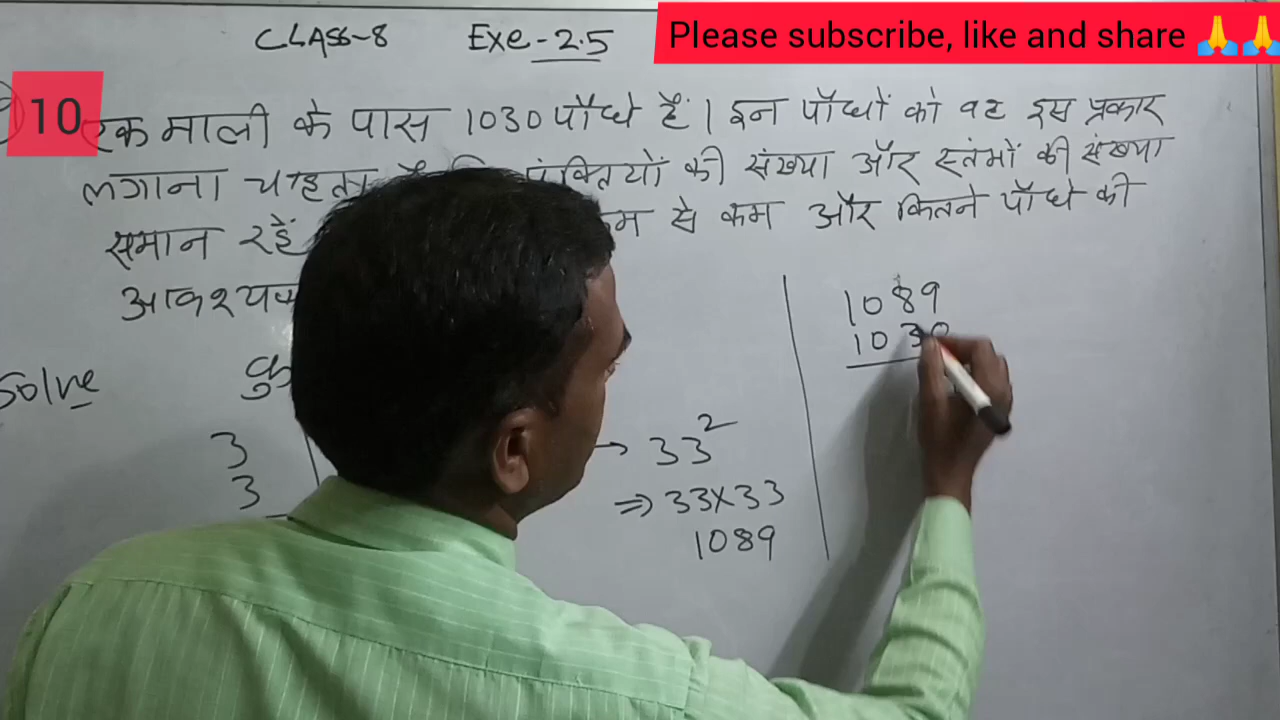 CLASS-8 Exe-2.5
Please subscribe, like and share 🙏🙏
10
एक माली के पास 1030 पौधे हैं। इन पौधों को वह इस प्रकार
लगाना चाहता पंक्तियों की संख्या और स्तंभों की संख्या
समान रहें से कम और कितने पौधे की
Solve
3
3
→ 33²
⇒ 33×33
1089
1089
1030